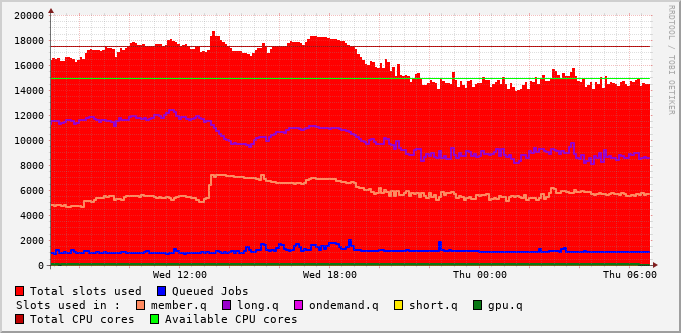 20000
18000
16000
14000
12000
10000
8000
6000
4000
2000
0
Wed 12:00 Wed 18:00 Thu 00:00 Thu 06:00
RRDTOOL / TOBI OETIKER
Total slots used Queued Jobs
Slots used in : member.q long.q ondemand.q short.q gpu.q
Total CPU cores Available CPU cores